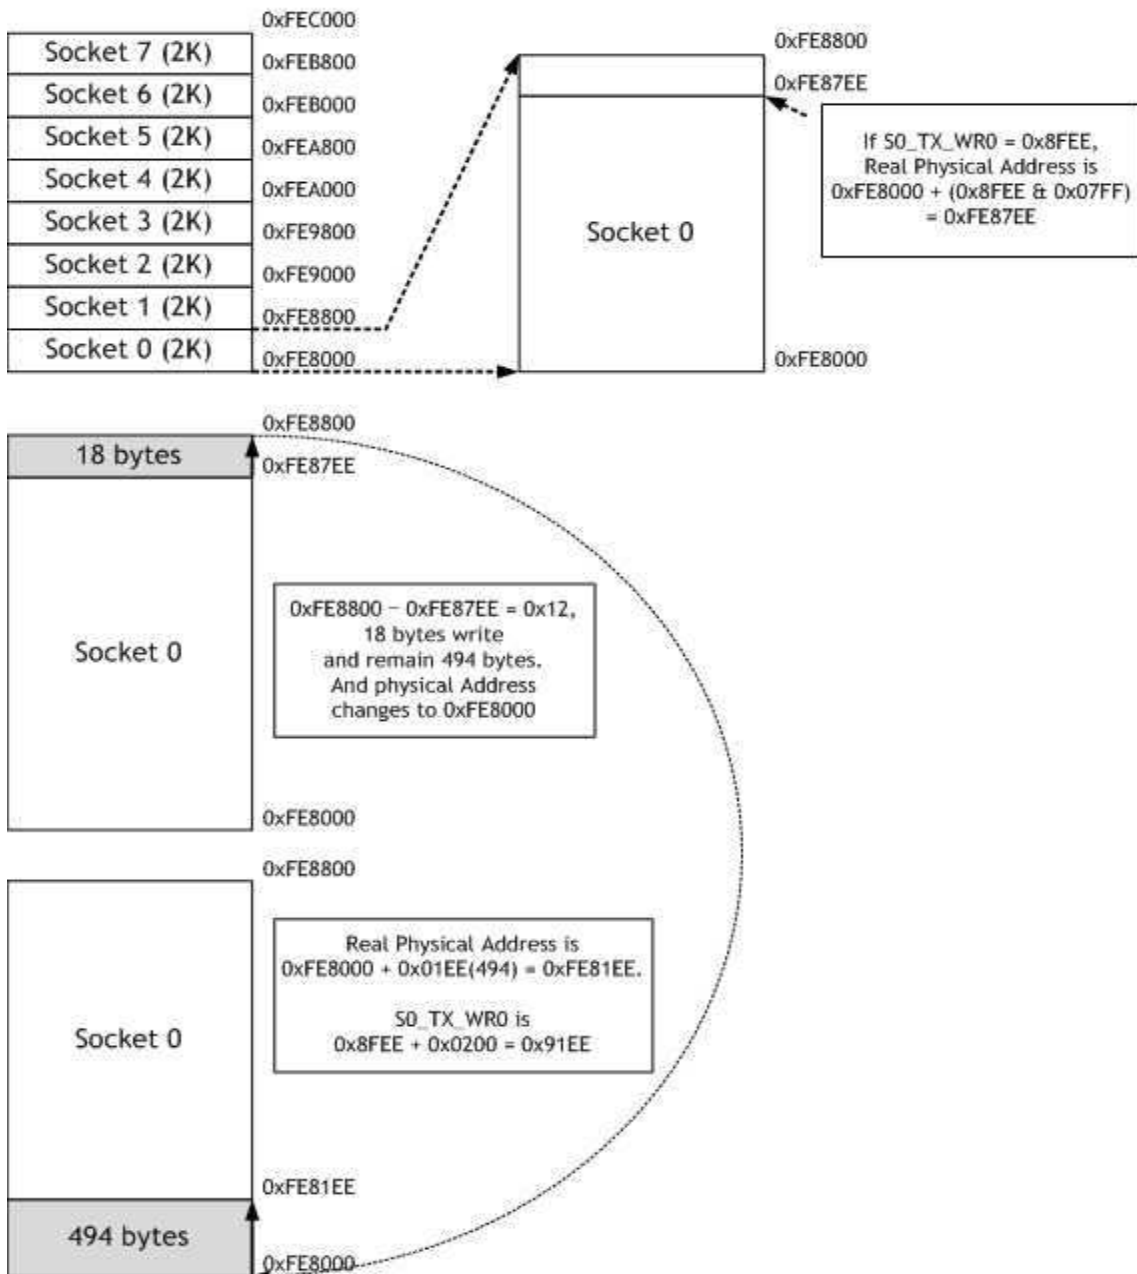 0xFEC000
Socket 7 (2K)
0xFEB800
Socket 6 (2K)
0xFEB000
Socket 5 (2K)
0xFEA800
Socket 4 (2K)
0xFEA000
Socket 3 (2K)
0xFE9800
Socket 2 (2K)
0xFE9000
Socket 1 (2K)
0xFE8800
Socket 0 (2K)
0xFE8000
0xFE8800
0xFE87EE
Socket 0
0xFE8000
If S0_TX_WR0 = 0x8FEE,
Real Physical Address is
0xFE8000 + (0x8FEE & 0x07FF)
= 0xFE87EE
0xFE8800
18 bytes
0xFE87EE
Socket 0
0xFE8800 − 0xFE87EE = 0x12,
18 bytes write
and remain 494 bytes.
And physical Address
changes to 0xFE8000
0xFE8000
0xFE8800
Socket 0
Real Physical Address is
0xFE8000 + 0x01EE(494) = 0xFE81EE.
S0_TX_WR0 is
0x8FEE + 0x0200 = 0x91EE
0xFE81EE
494 bytes
0xFE8000